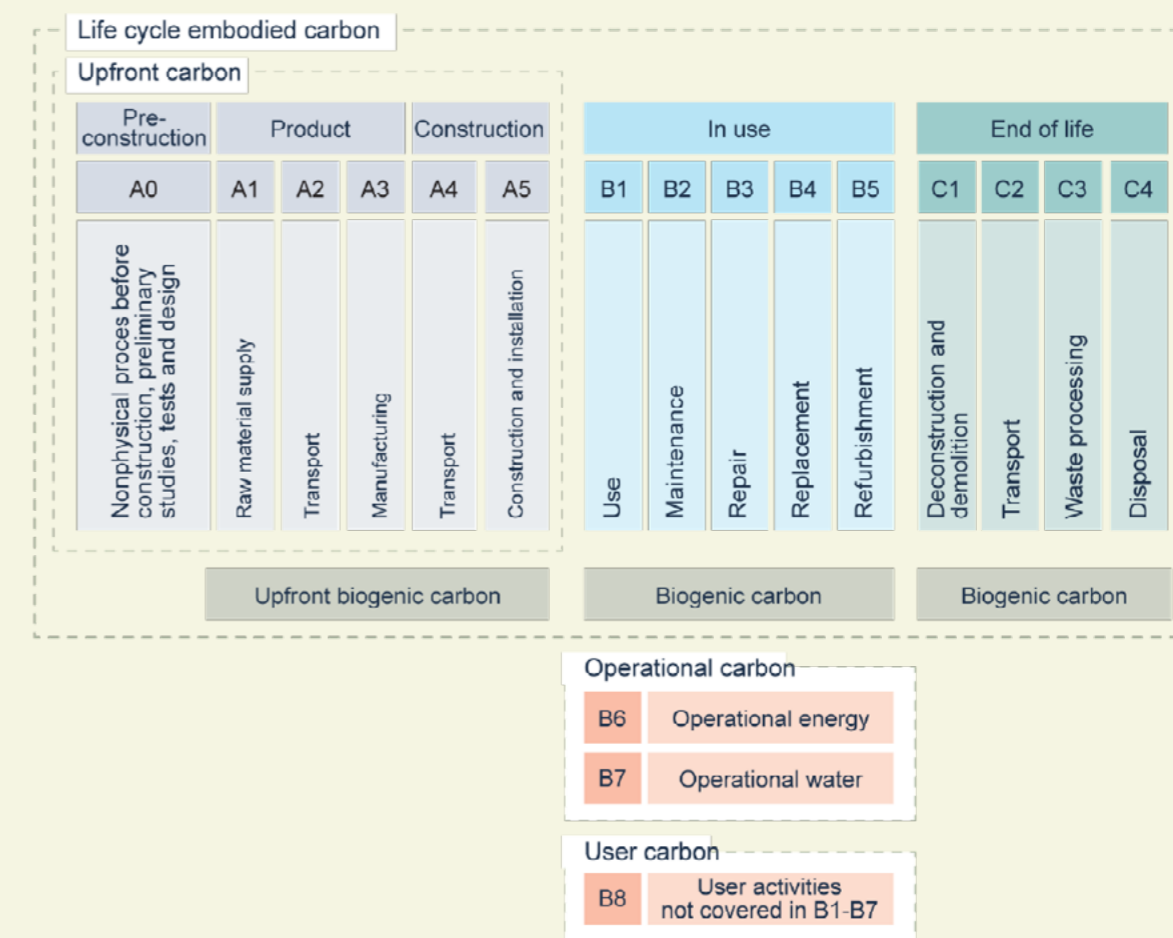 Life cycle embodied carbon
Upfront carbon
Pre-
construction
Product
Construction
In use
End of life
A0
A1
A2
A3
A4
A5
B1
B2
B3
B4
B5
C1
C2
C3
C4
Nonphysical proces before
construction, preliminary
studies, tests and design
Raw material supply
Transport
Manufacturing
Transport
Construction and installation
Use
Maintenance
Repair
Replacement
Refurbishment
Deconstruction and
demolition
Transport
Waste processing
Disposal
Upfront biogenic carbon
Biogenic carbon
Biogenic carbon
Operational carbon
B6
Operational energy
B7
Operational water
User carbon
B8
User activities
not covered in B1-B7